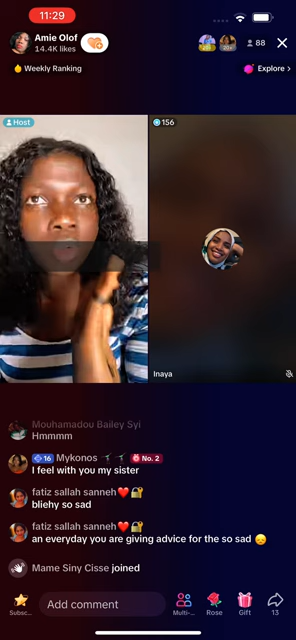 11:29
Amie Olof
14.4K likes
20+
88
Weekly Ranking
Explore >
Host
156
Inaya
Mouhamadou Bailey Syi
Hmmmm
16 Mykonos No. 2
I feel with you my sister
fatiz sallah sanneh❤️🔐
bliehy so sad
fatiz sallah sanneh❤️🔐
an everyday you are giving advice for the so sad 😞
Mame Siny Cisse joined
Subsc...
Add comment
Multi-...
Rose
Gift
13